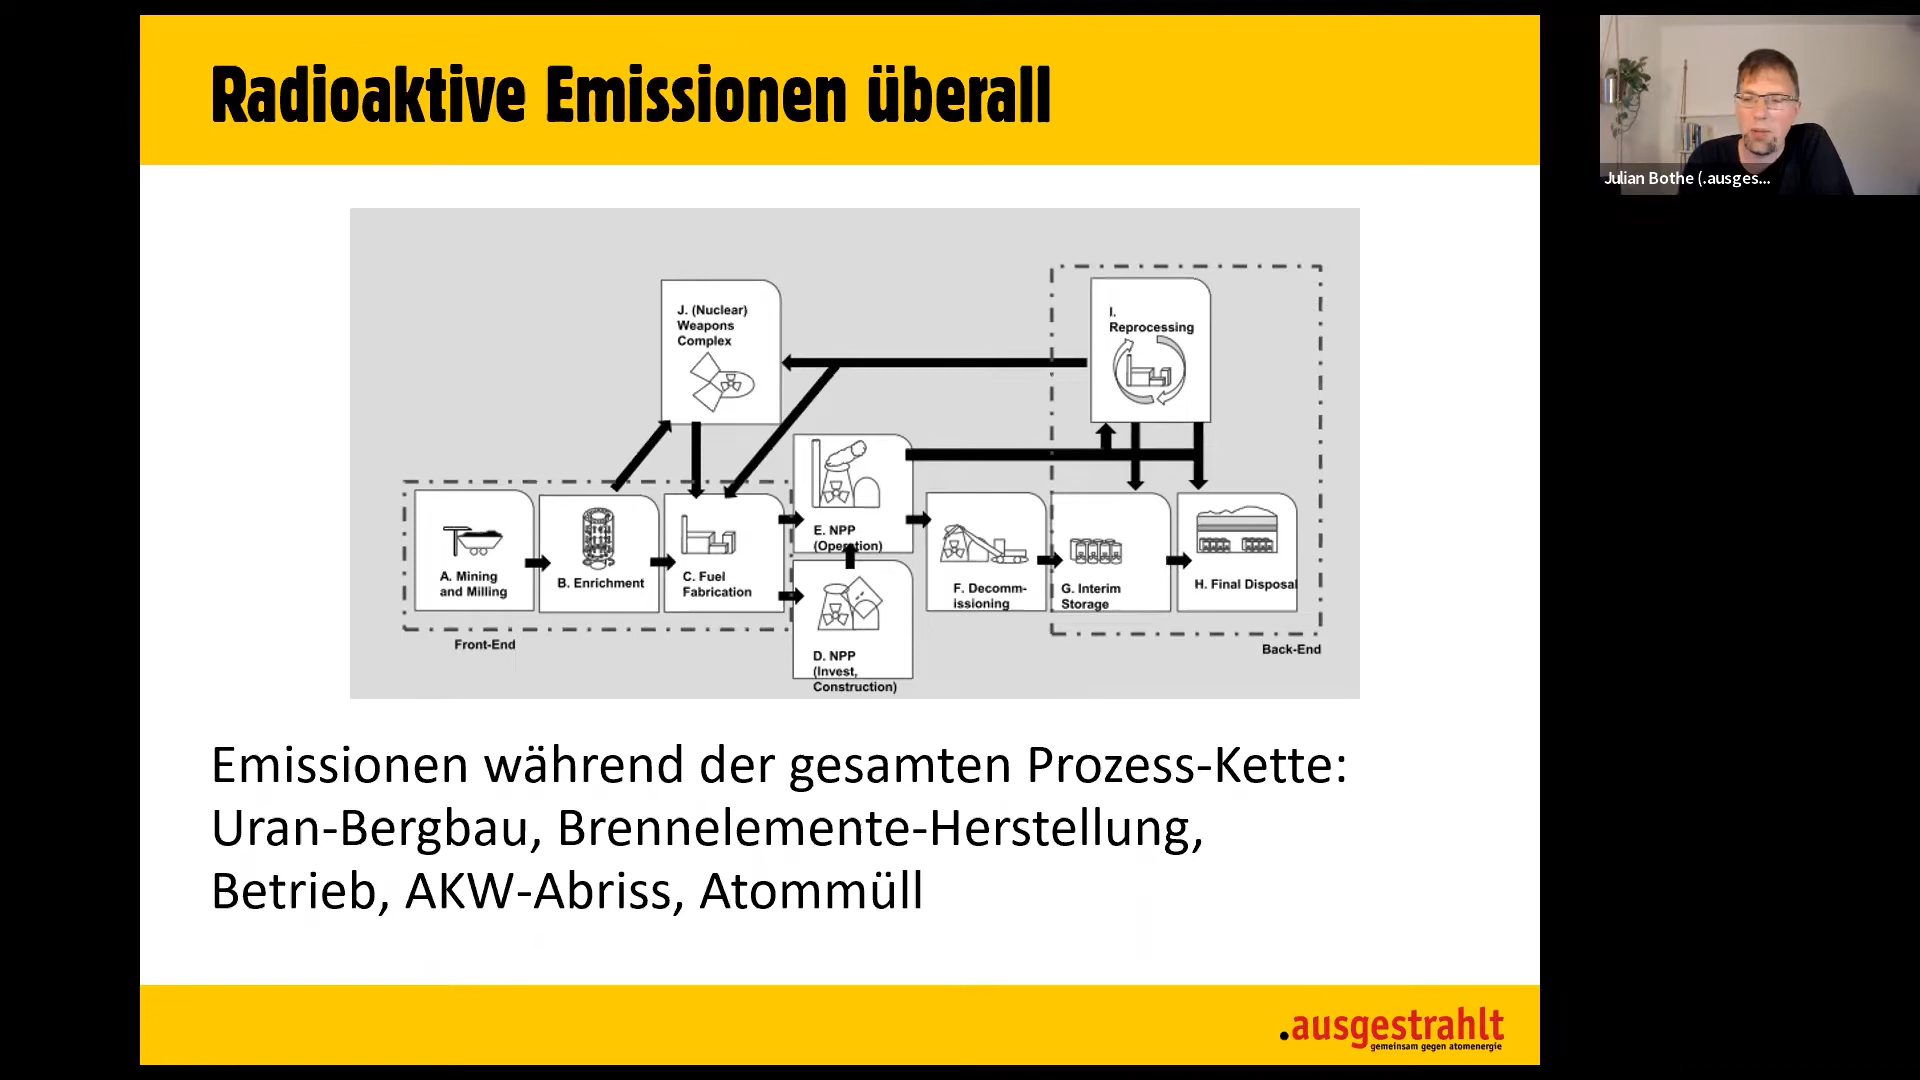 Radioaktive Emissionen überall
Julian Bothe (.ausges...
J. (Nuclear)
Weapons
Complex
I.
Reprocessing
E. NPP
(Operation)
A. Mining
and Milling
B. Enrichment
C. Fuel
Fabrication
F. Decomm-
issioning
G. Interim
Storage
H. Final Disposal
Front-End
D. NPP
(Invest,
Construction)
Back-End
Emissionen während der gesamten Prozess-Kette:
Uran-Bergbau, Brennelemente-Herstellung,
Betrieb, AKW-Abriss, Atommüll
.ausgestrahlt
gemeinsam gegen atomenergie